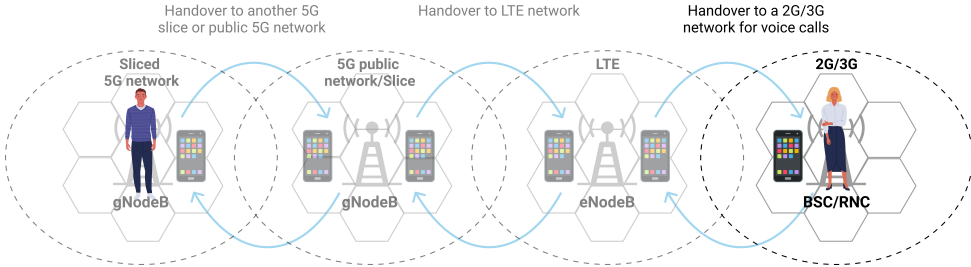 Handover to another 5G
slice or public 5G network
Handover to LTE network
Handover to a 2G/3G
network for voice calls
Sliced
5G network
5G public
network/Slice
LTE
2G/3G
gNodeB
gNodeB
eNodeB
BSC/RNC